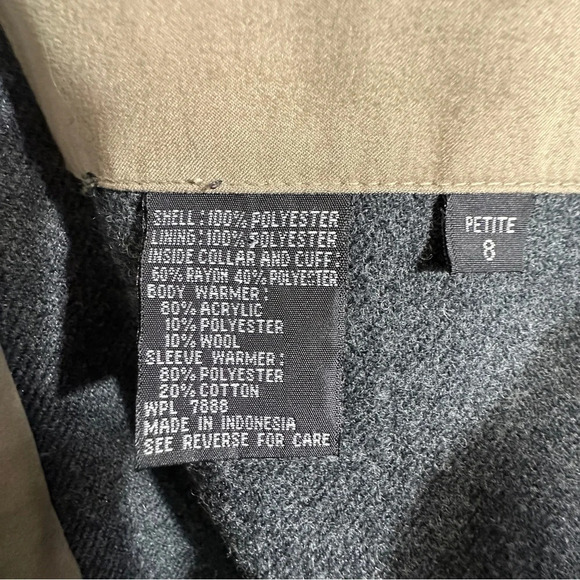 SHELL: 100% POLYESTER
LINING: 100% POLYESTER
INSIDE COLLAR AND CUFF:
60% RAYON 40% POLYESTER
BODY WARMER:
80% ACRYLIC
10% POLYESTER
10% WOOL
SLEEVE WARMER:
80% POLYESTER
20% COTTON
WPL 7888
MADE IN INDONESIA
SEE REVERSE FOR CARE
PETITE
8